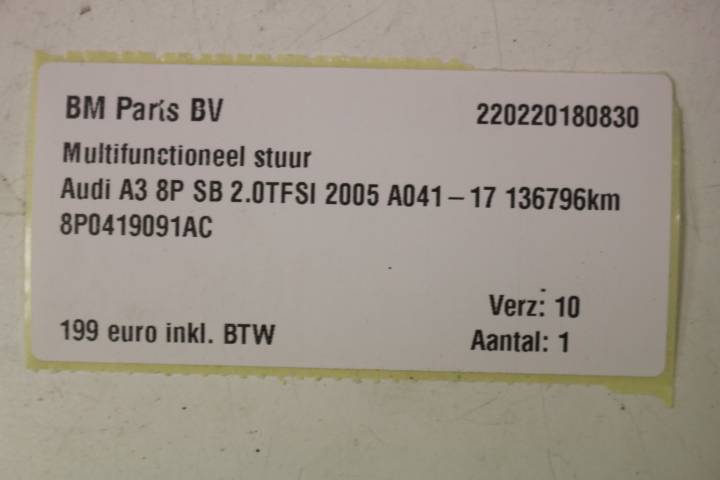 BM Parts BV 220220180830
Multifunctioneel stuur
Audi A3 8P SB 2.0TFSI 2005 A041-17 136796km
8P0419091AC
Verz: 10
199 euro inkl. BTW Aantal: 1